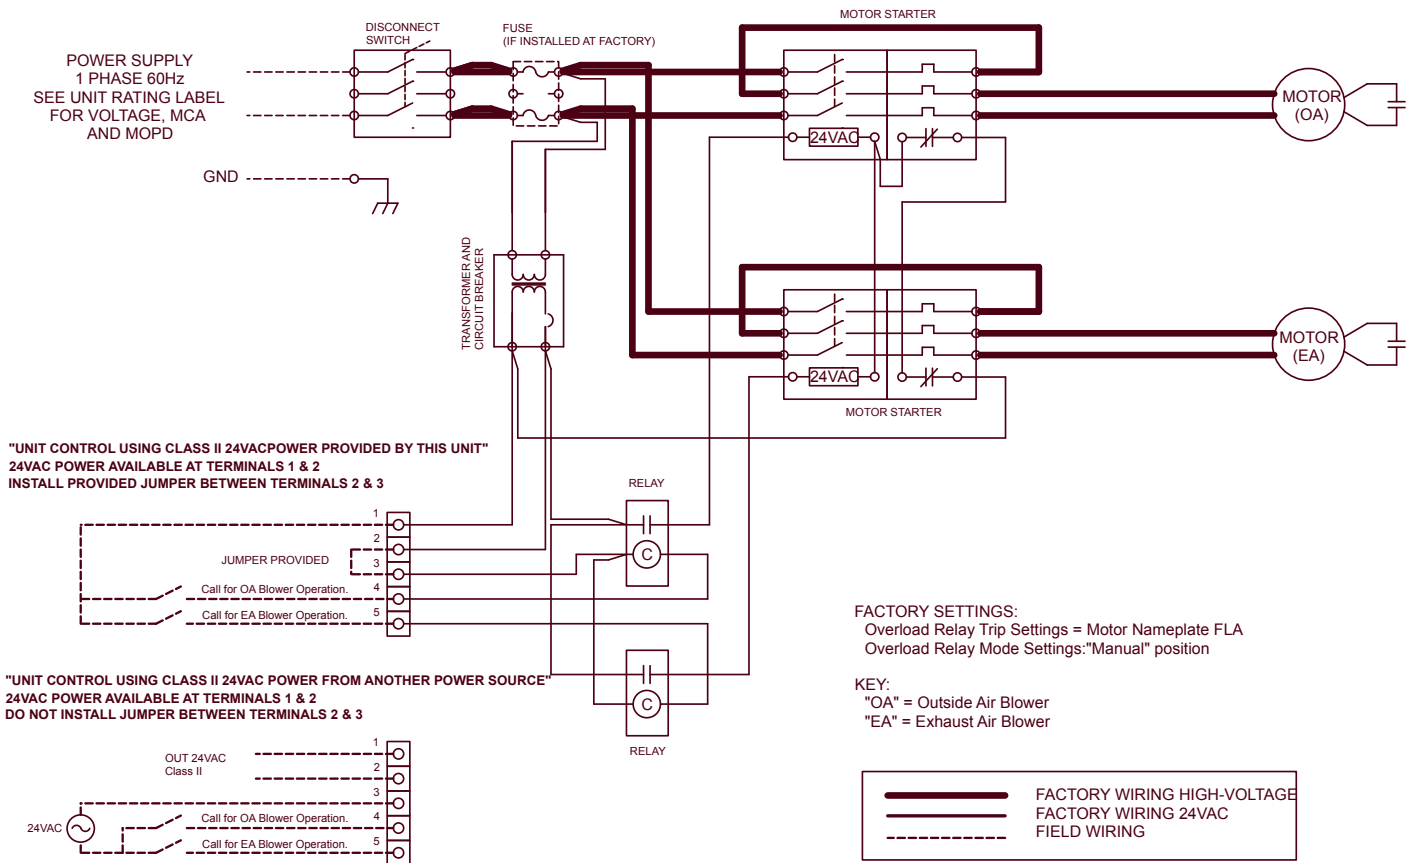 MOTOR STARTER
DISCONNECT
SWITCH
FUSE
(IF INSTALLED AT FACTORY)
POWER SUPPLY
1 PHASE 60Hz
SEE UNIT RATING LABEL
FOR VOLTAGE, MCA
AND MOPD
MOTOR
(OA)
24VAC
GND
TRANSFORMER AND
CIRCUIT BREAKER
MOTOR
(EA)
24VAC
MOTOR STARTER
"UNIT CONTROL USING CLASS II 24VACPOWER PROVIDED BY THIS UNIT"
24VAC POWER AVAILABLE AT TERMINALS 1 & 2
INSTALL PROVIDED JUMPER BETWEEN TERMINALS 2 & 3
RELAY
1
2
JUMPER PROVIDED
3
C
Call for OA Blower Operation.
4
Call for EA Blower Operation.
5
FACTORY SETTINGS:
Overload Relay Trip Settings = Motor Nameplate FLA
Overload Relay Mode Settings:"Manual" position
"UNIT CONTROL USING CLASS II 24VAC POWER FROM ANOTHER POWER SOURCE"
24VAC POWER AVAILABLE AT TERMINALS 1 & 2
DO NOT INSTALL JUMPER BETWEEN TERMINALS 2 & 3
C
RELAY
KEY:
"OA" = Outside Air Blower
"EA" = Exhaust Air Blower
1
OUT 24VAC
Class II
2
3
24VAC
Call for OA Blower Operation.
4
Call for EA Blower Operation.
5
FACTORY WIRING HIGH-VOLTAGE
FACTORY WIRING 24VAC
FIELD WIRING